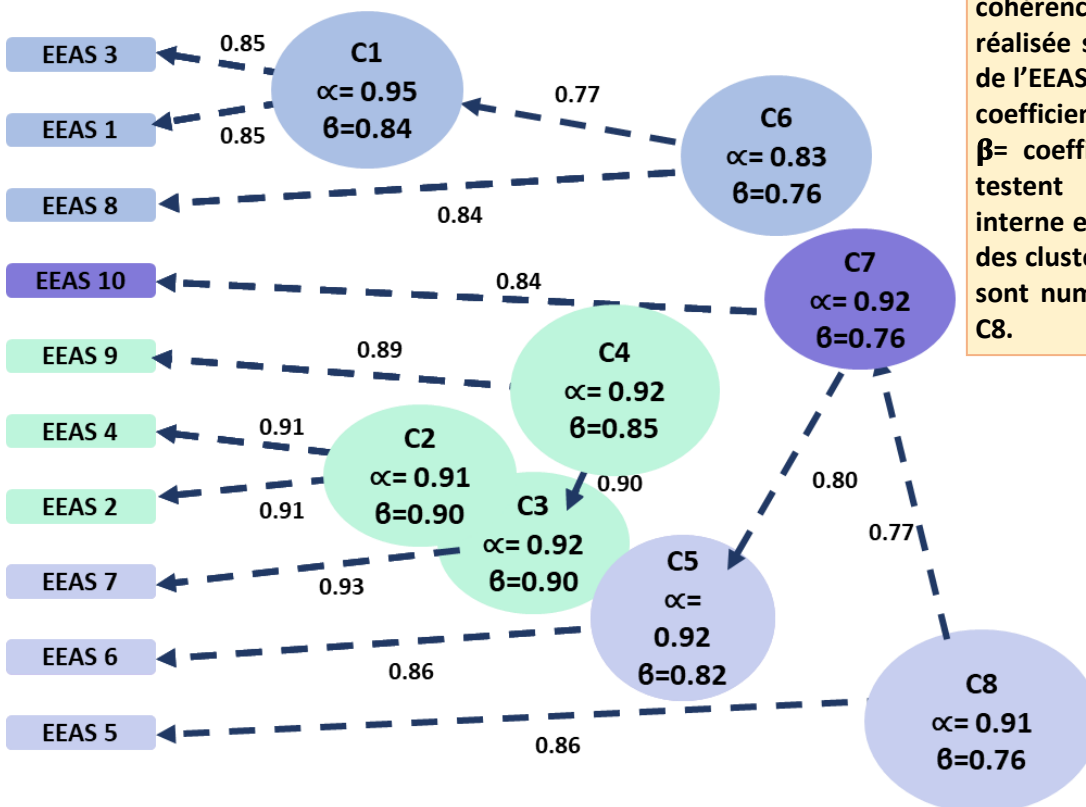 EEAS 3
EEAS 1
EEAS 8
EEAS 10
EEAS 9
EEAS 4
EEAS 2
EEAS 7
EEAS 6
EEAS 5
0.85
0.85
C1
∝= 0.95
β=0.84
0.77
0.84
C6
∝= 0.83
β=0.76
0.84
C7
∝= 0.92
β=0.76
0.89
C4
∝= 0.92
β=0.85
0.91
0.91
C2
∝= 0.91
β=0.90
0.90
C3
∝= 0.92
β=0.90
0.93
0.80
0.77
C5
∝=
0.92
β=0.82
0.86
C8
∝= 0.91
β=0.76
0.86
réalisée
de l'EEAS
β= coeffi
testent
interne
des
sont
C8.